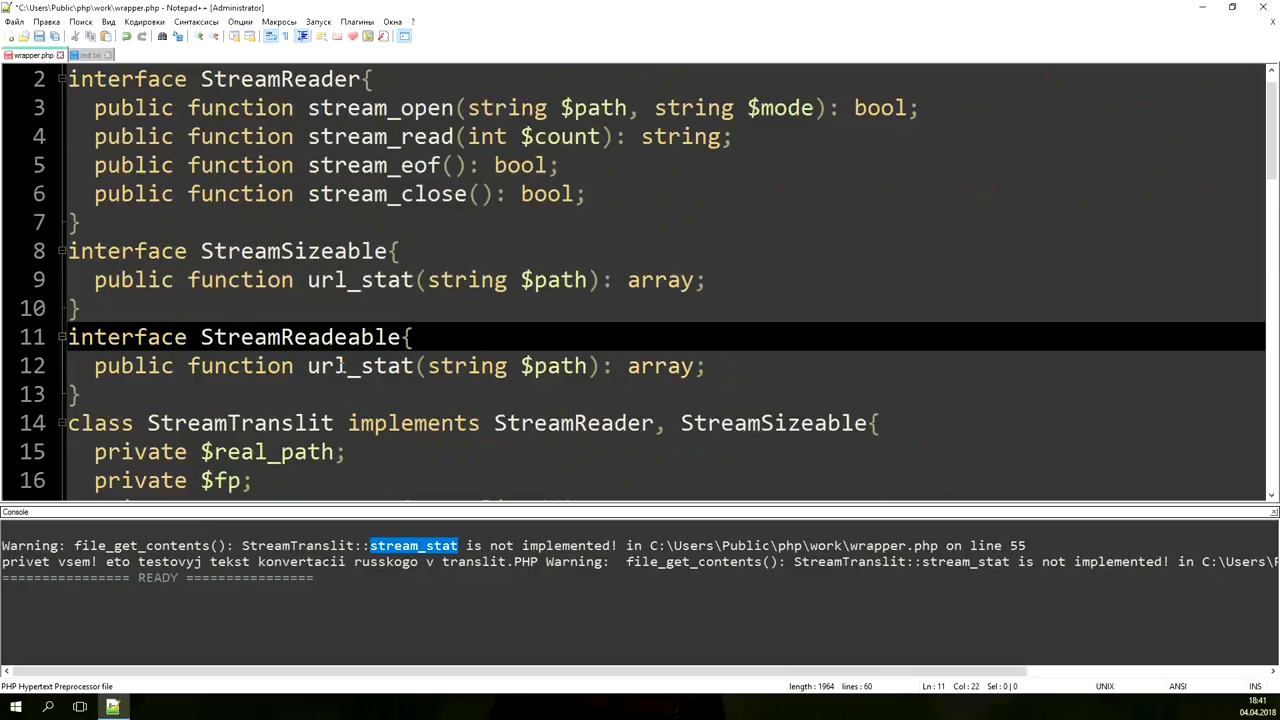 *C:\Users\Public\php\work\wrapper.php - Notepad++ [Administrator]
Файл Правка Поиск Вид Кодировки Синтаксисы Опции Макросы Запуск Плагины Окна ?
wrapper.php text.txt
2 interface StreamReader{
3 public function stream_open(string $path, string $mode): bool;
4 public function stream_read(int $count): string;
5 public function stream_eof(): bool;
6 public function stream_close(): bool;
7 }
8 interface StreamSizeable{
9 public function url_stat(string $path): array;
10 }
11 interface StreamReadeable{
12 public function url_stat(string $path): array;
13 }
14 class StreamTranslit implements StreamReader, StreamSizeable{
15 private $real_path;
16 private $fp;
Console
Warning: file_get_contents(): StreamTranslit::stream_stat is not implemented! in C:\Users\Public\php\work\wrapper.php on line 55
privet vsem! eto testovyj tekst konvertacii russkogo v translit.PHP Warning:  file_get_contents(): StreamTranslit::stream_stat is not implemented! in C:\Users\
================ READY ================
PHP Hypertext Preprocessor file length : 1964 lines : 60 Ln : 11 Col : 22 Sel : 0 | 0 UNIX ANSI INS
18:41
04.04.2018